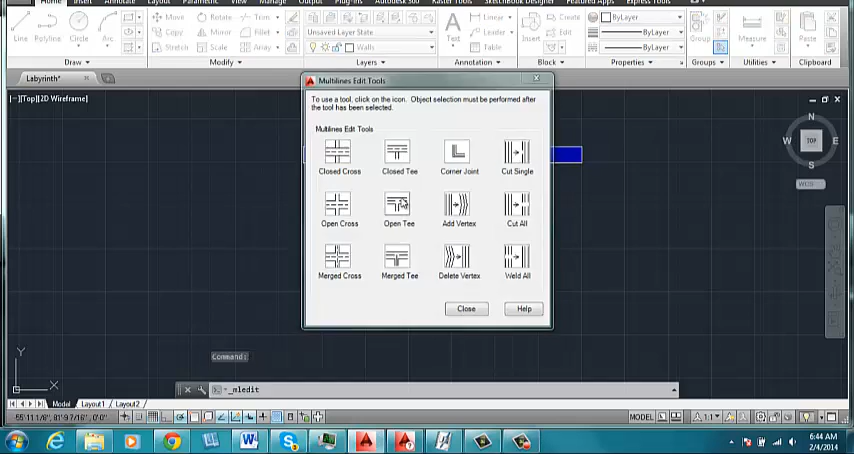 Home Insert Annotate Layout Parametric View Manage Output Plug-ins Autodesk 360 Raster Tools SketchBook Designer Featured Apps Express Tools
Line Polyline Circle Arc
Move Rotate Trim
Copy Mirror Fillet
Stretch Scale Array
Unsaved Layer State
Walls
Text
Linear
Leader
Table
Insert
Create
Edit
ByLayer
ByLayer
ByLayer
Group
Measure
Paste
Draw Modify Layers Annotation Block Properties Groups Utilities Clipboard
Labyrinth*
[−][Top][2D Wireframe]
N
W TOP E
S
WCS
Multilines Edit Tools
To use a tool, click on the icon. Object selection must be performed after
the tool has been selected.
Multilines Edit Tools
Closed Cross Closed Tee Corner Joint Cut Single
Open Cross Open Tee Add Vertex Cut All
Merged Cross Merged Tee Delete Vertex Weld All
Close Help
Command:
Y
X
_mledit
Model Layout1 Layout2
MODEL 1:1
6:44 AM
2/4/2014